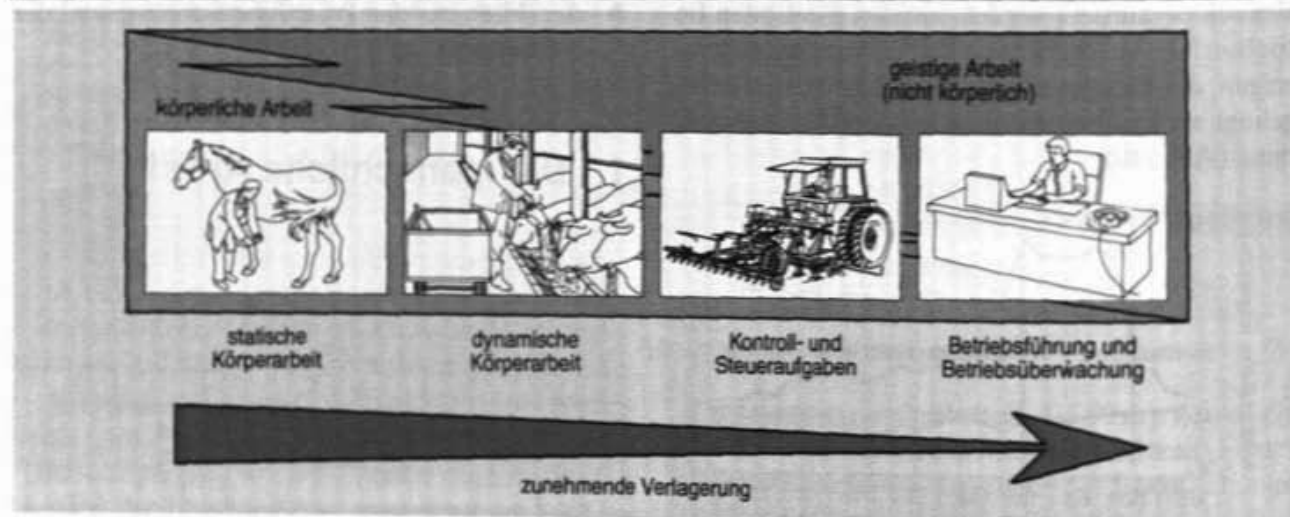 geistige Arbeit
(nicht körperlich)
körperliche Arbeit
statische
Körperarbeit
dynamische
Körperarbeit
Kontroll- und
Steueraufgaben
Betriebsführung und
Betriebsüberwachung
zunehmende Verlagerung